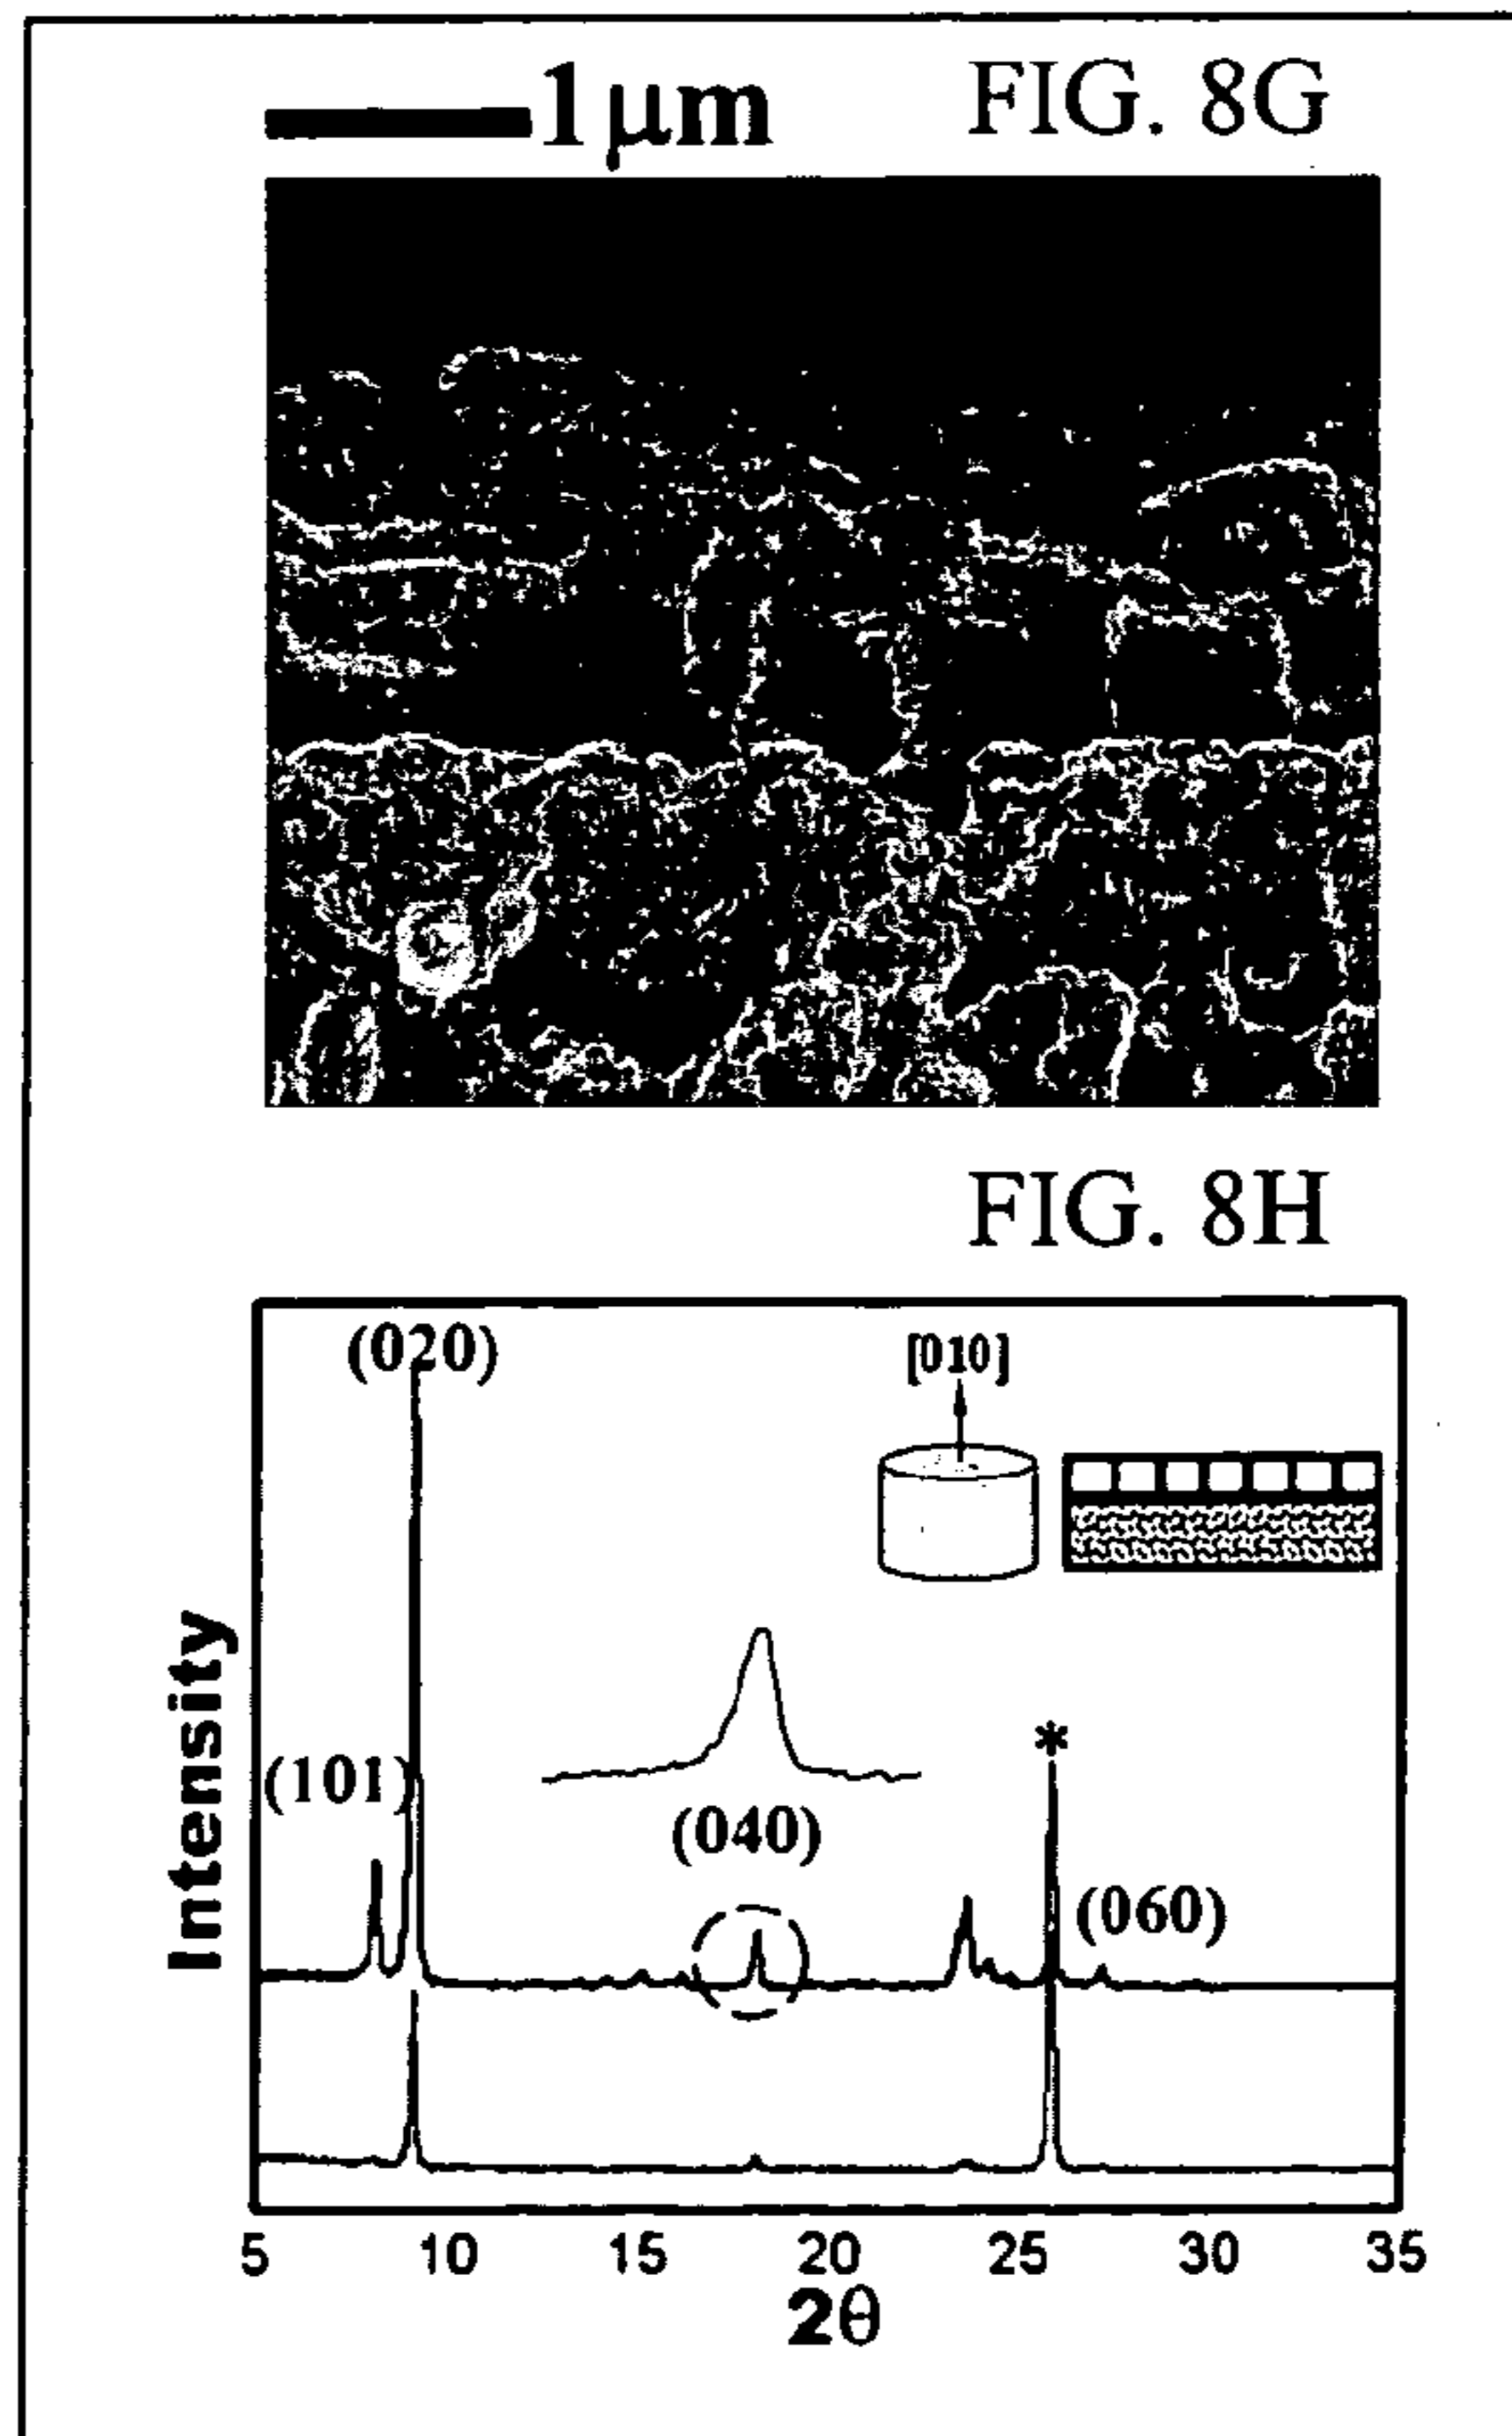 1μm FIG. 8G
FIG. 8H
(020)
[010]
(101)
*
(040)
(060)
Intensity
5 10 15 20 25 30 35
2θ